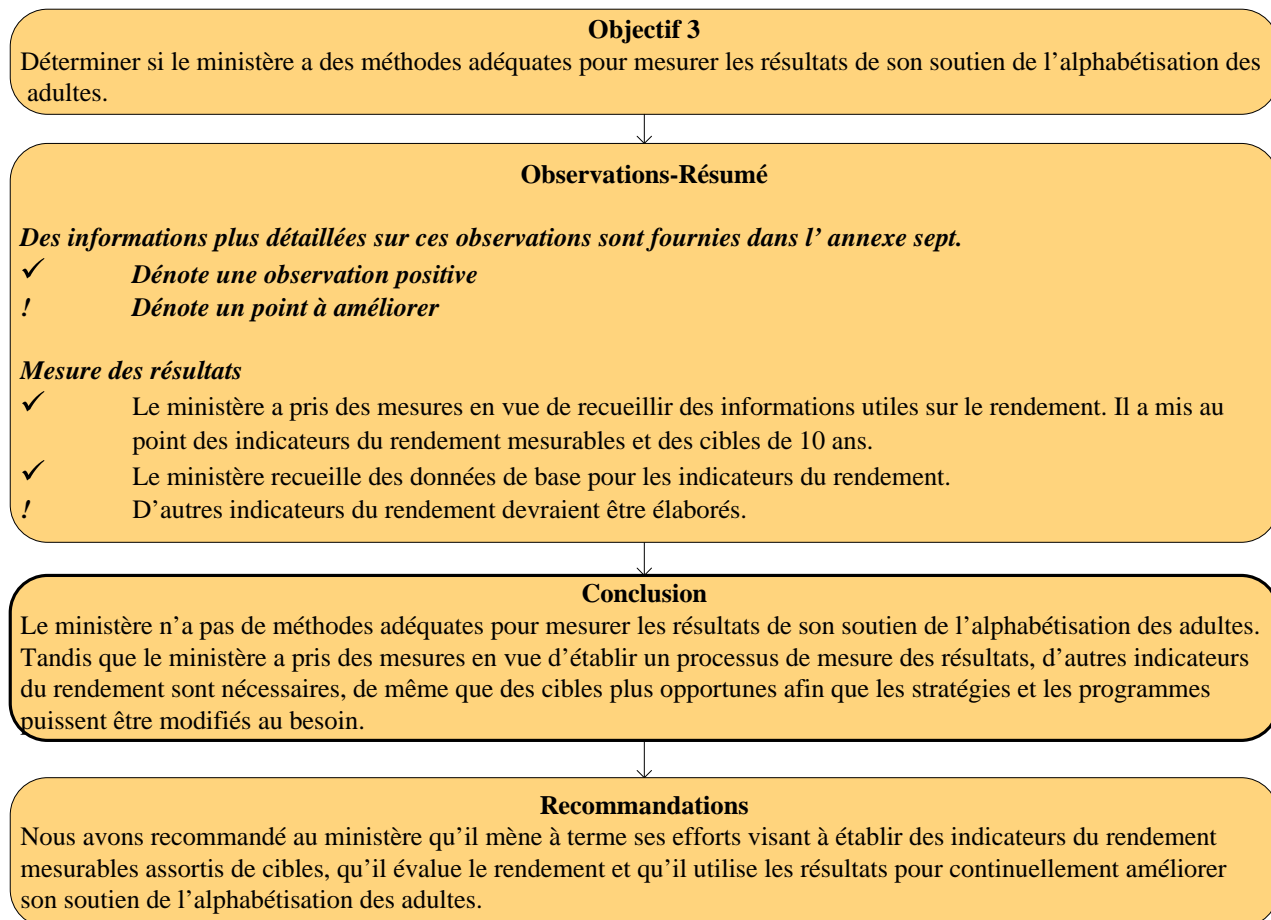 Objectif 3
Déterminer si le ministère a des méthodes adéquates pour mesurer les résultats de son soutien de l’alphabétisation des
adultes.
Observations-Résumé
Des informations plus détaillées sur ces observations sont fournies dans l’ annexe sept.
✓ Dénote une observation positive
! Dénote un point à améliorer
Mesure des résultats
✓ Le ministère a pris des mesures en vue de recueillir des informations utiles sur le rendement. Il a mis au
point des indicateurs du rendement mesurables et des cibles de 10 ans.
✓ Le ministère recueille des données de base pour les indicateurs du rendement.
! D’autres indicateurs du rendement devraient être élaborés.
Conclusion
Le ministère n’a pas de méthodes adéquates pour mesurer les résultats de son soutien de l’alphabétisation des adultes.
Tandis que le ministère a pris des mesures en vue d’établir un processus de mesure des résultats, d’autres indicateurs
du rendement sont nécessaires, de même que des cibles plus opportunes afin que les stratégies et les programmes
puissent être modifiés au besoin.
Recommandations
Nous avons recommandé au ministère qu’il mène à terme ses efforts visant à établir des indicateurs du rendement
mesurables assortis de cibles, qu’il évalue le rendement et qu’il utilise les résultats pour continuellement améliorer
son soutien de l’alphabétisation des adultes.